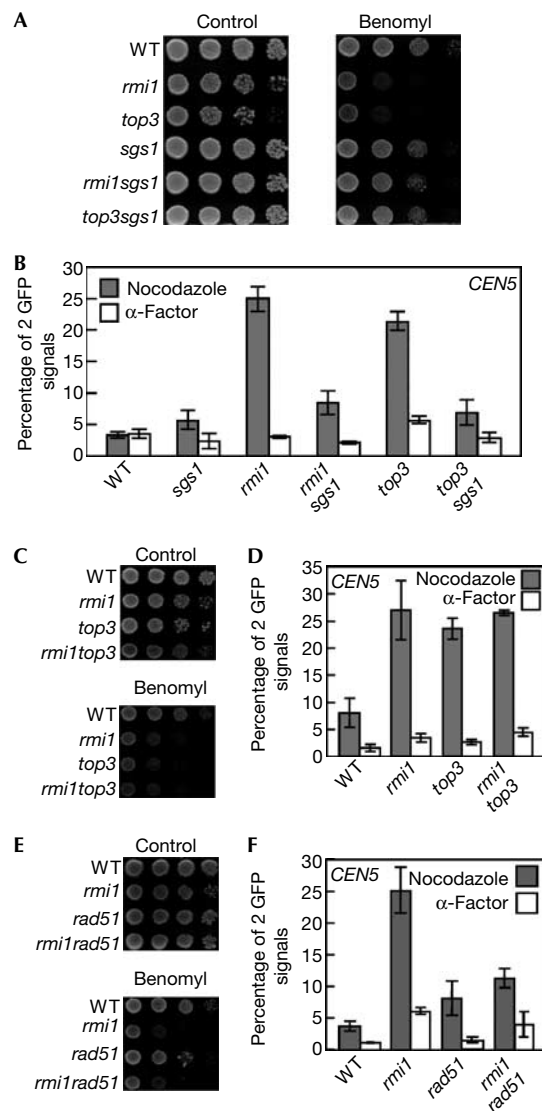 A
Control
Benomyl
WT
rmi1
top3
sgs1
rmi1sgs1
top3sgs1
B
Percentage of 2 GFP
signals
30
25
20
15
10
5
0
Nocodazole
α-Factor
CEN5
WT
sgs1
rmi1
rmi1
sgs1
top3
top3
sgs1
C
Control
WT
rmi1
top3
rmi1top3
Benomyl
WT
rmi1
top3
rmi1top3
D
Percentage of 2 GFP
signals
35
30
25
20
15
10
5
0
CEN5
Nocodazole
α-Factor
WT
rmi1
top3
rmi1
top3
E
Control
WT
rmi1
rad51
rmi1rad51
Benomyl
WT
rmi1
rad51
rmi1rad51
F
Percentage of 2 GFP
signals
30
25
20
15
10
5
0
CEN5
Nocodazole
α-Factor
WT
rmi1
rad51
rmi1
rad51